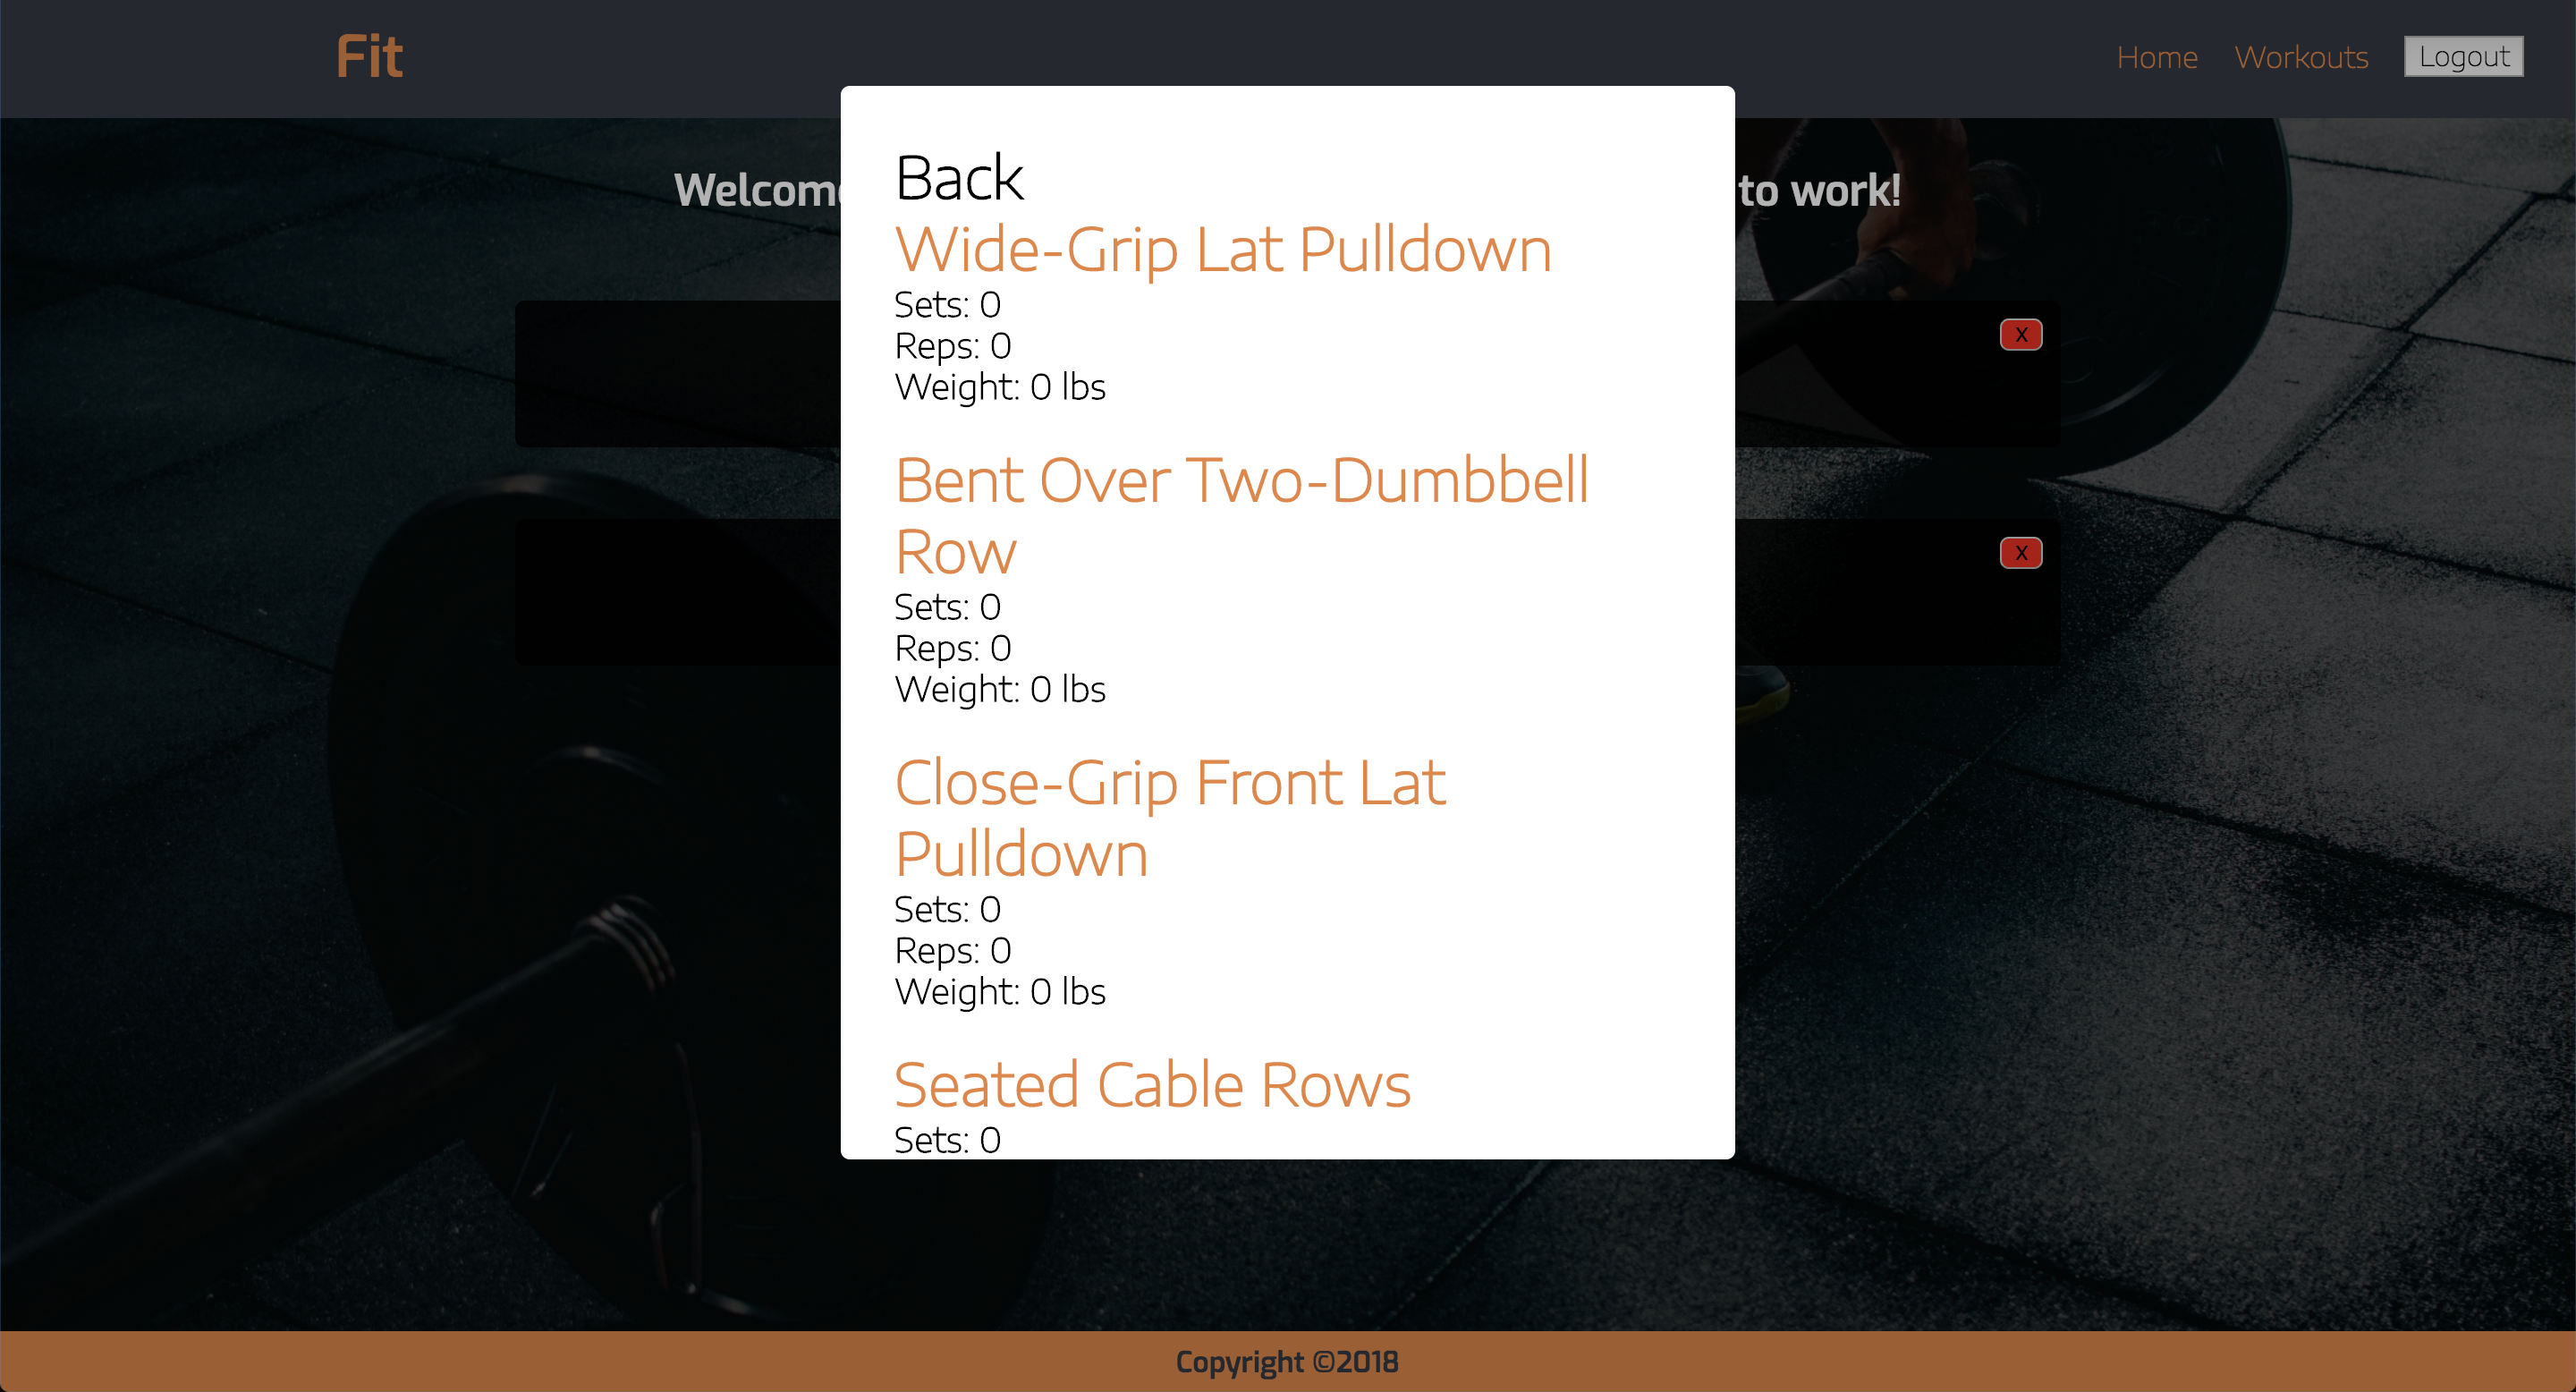 Fit
Home Workouts Logout
Welcome to work!
Back
Wide-Grip Lat Pulldown
Sets: 0
Reps: 0
Weight: 0 lbs
X
Bent Over Two-Dumbbell
Row
Sets: 0
Reps: 0
Weight: 0 lbs
X
Close-Grip Front Lat
Pulldown
Sets: 0
Reps: 0
Weight: 0 lbs
Seated Cable Rows
Sets: 0
Copyright ©2018